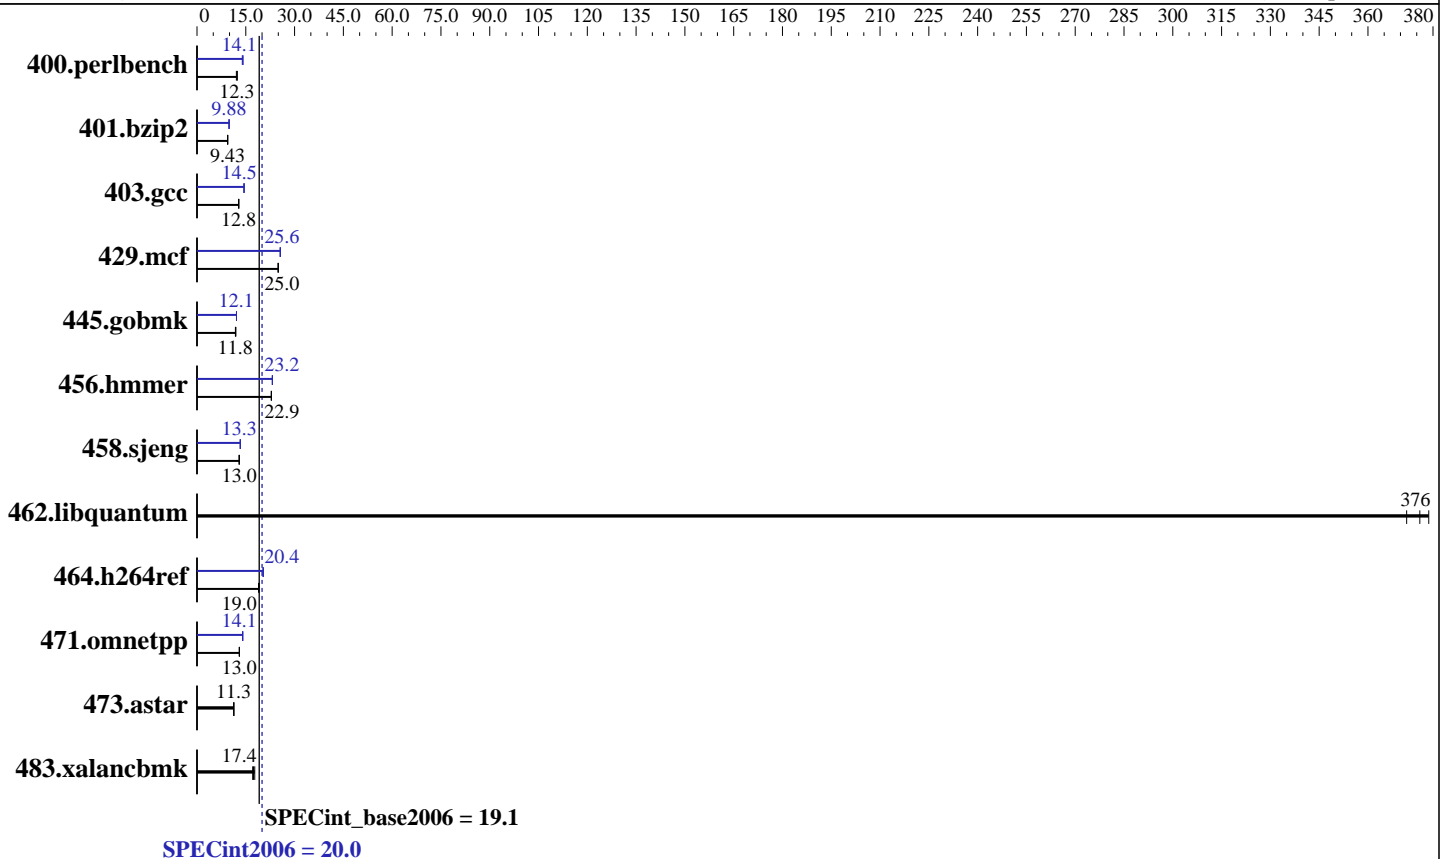 0 15.0 30.0 45.0 60.0 75.0 90.0 105 120 135 150 165 180 195 210 225 240 255 270 285 300 315 330 345 360 380
14.1
400.perlbench
12.3
9.88
401.bzip2
9.43
14.5
403.gcc
12.8
25.6
429.mcf
25.0
12.1
445.gobmk
11.8
23.2
456.hmmer
22.9
13.3
458.sjeng
13.0
376
462.libquantum
20.4
464.h264ref
19.0
14.1
471.omnetpp
13.0
11.3
473.astar
17.4
483.xalancbmk
SPECint_base2006 = 19.1
SPECint2006 = 20.0